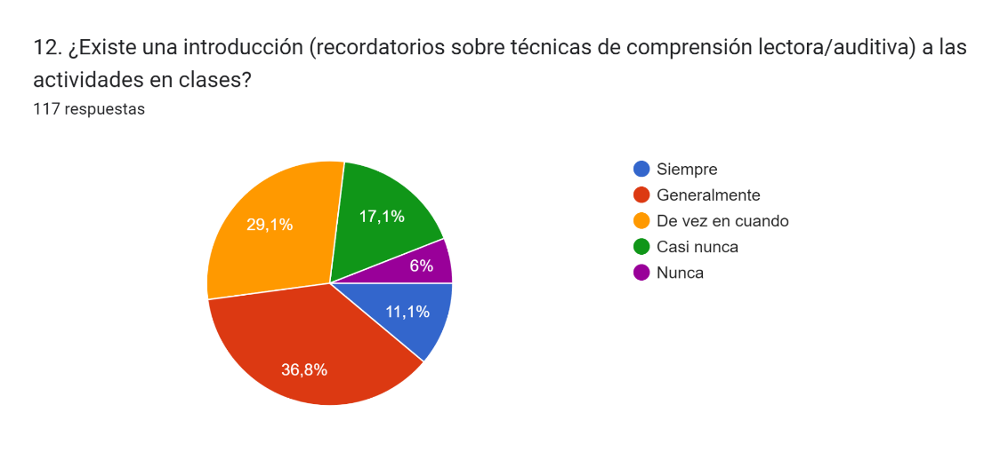 12. ¿Existe una introducción (recordatorios sobre técnicas de comprensión lectora/auditiva) a las
actividades en clases?
117 respuestas
29,1%
17,1%
6%
11,1%
36,8%
Siempre
Generalmente
De vez en cuando
Casi nunca
Nunca